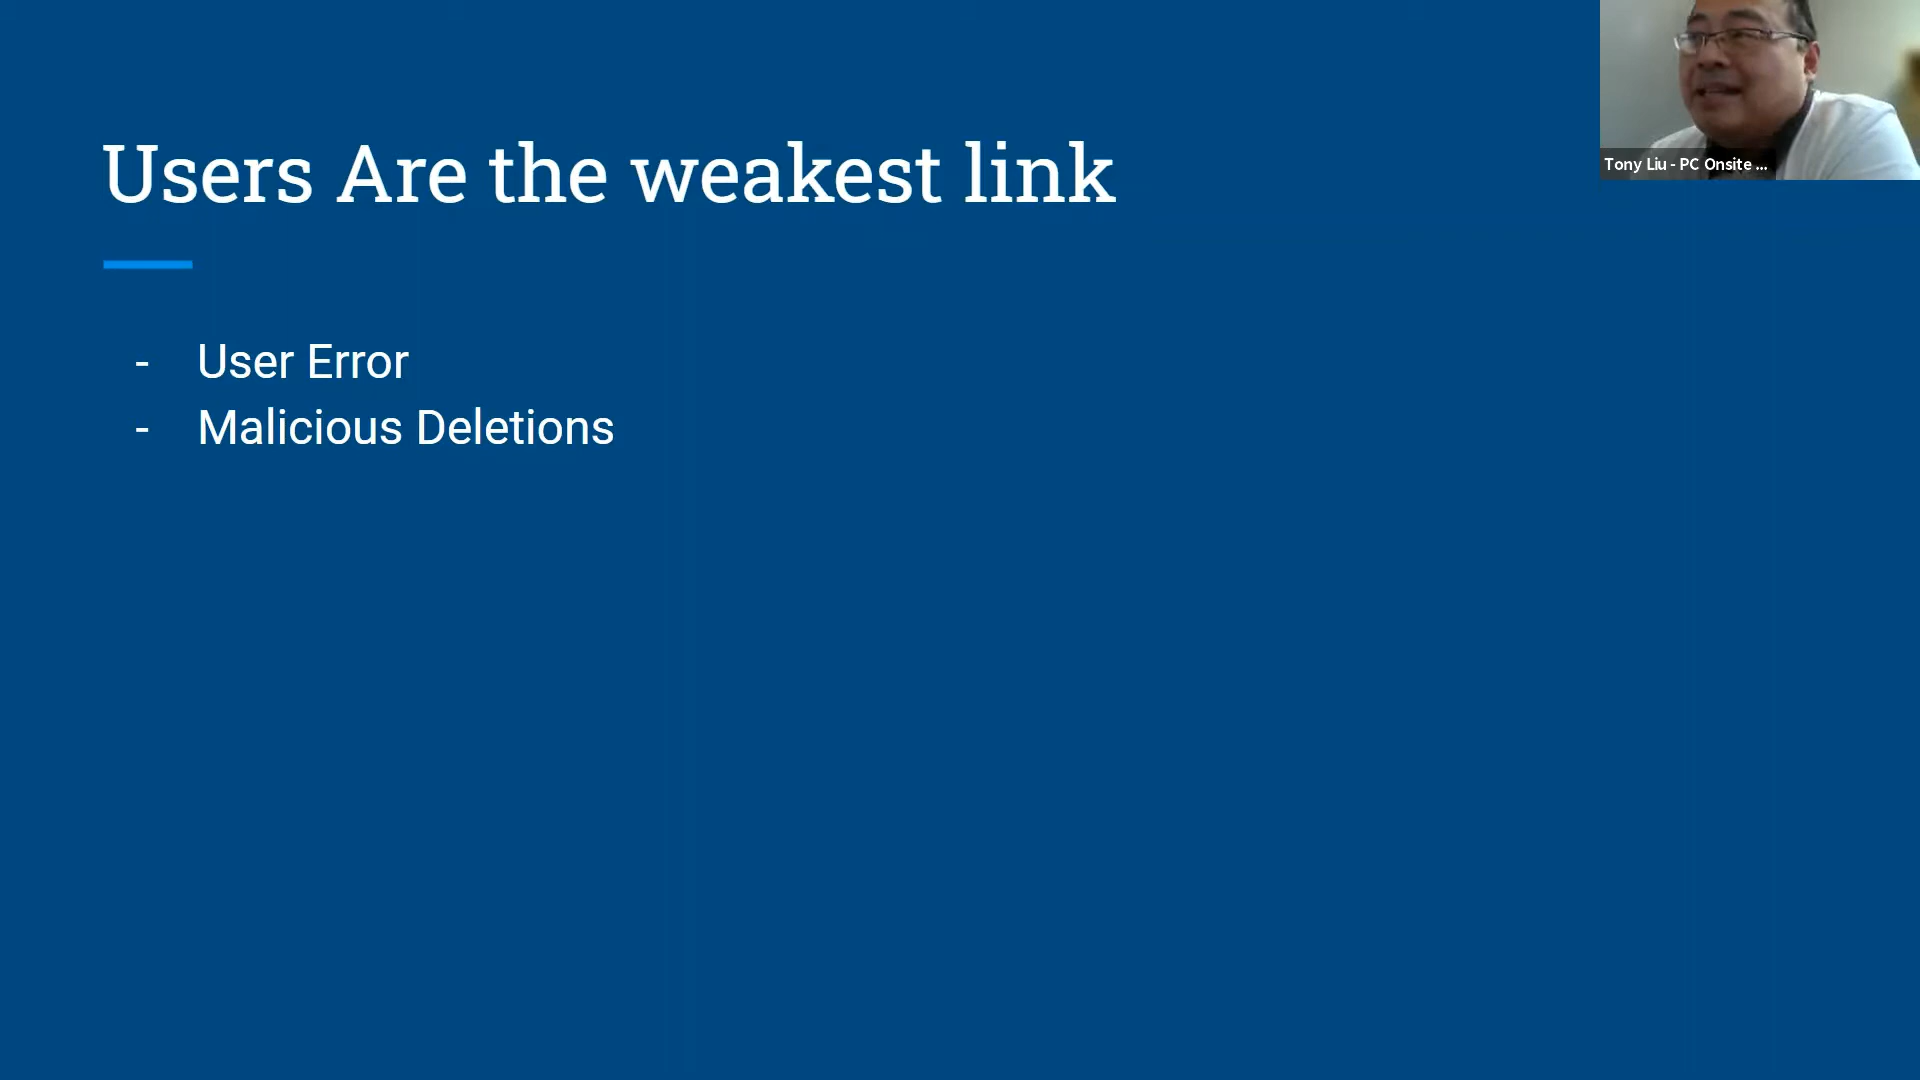 Users Are the weakest link
- User Error
- Malicious Deletions
Tony Liu - PC Onsite ...